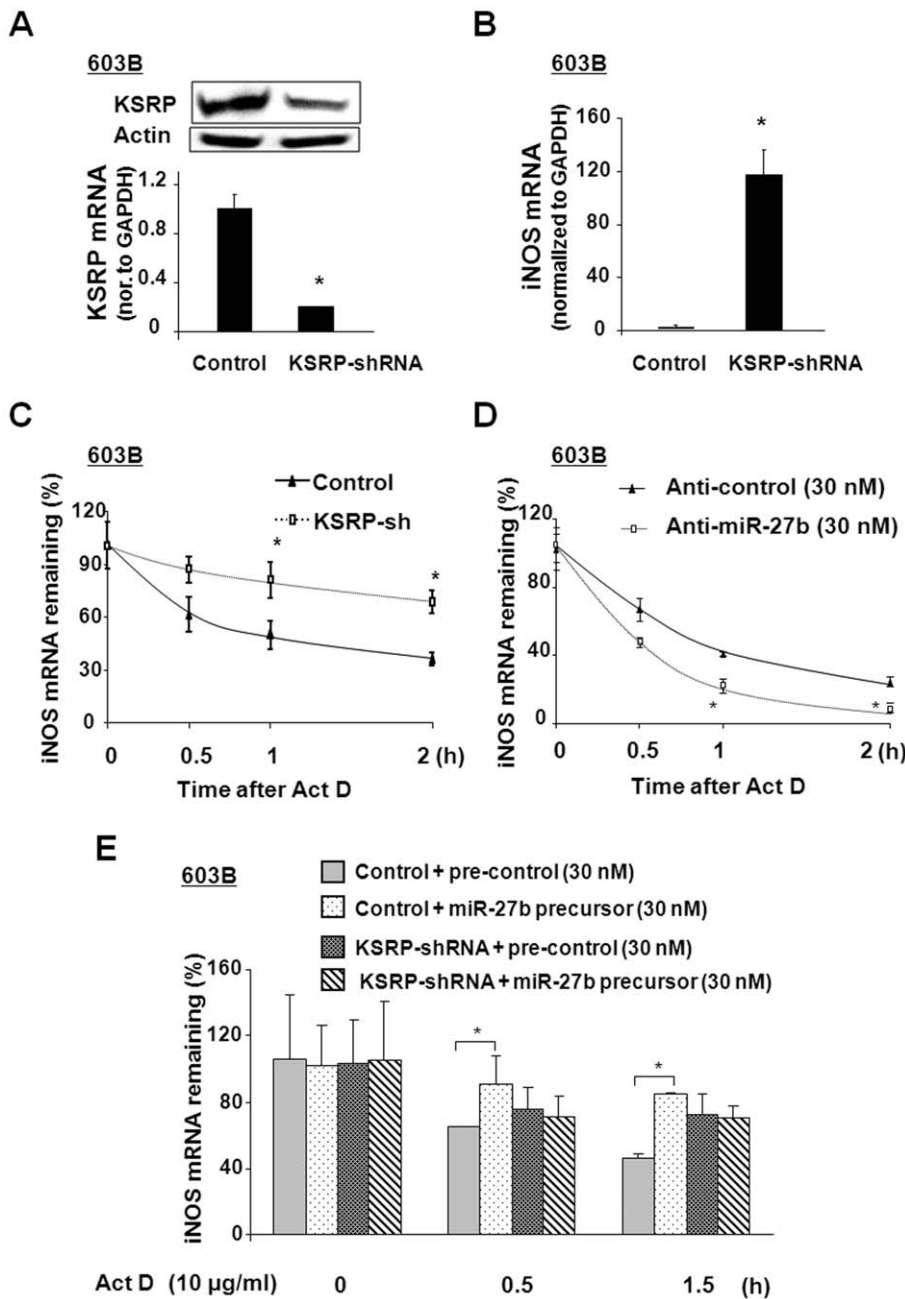 A
603B
KSRP
Actin
KSRP mRNA
(nor. to GAPDH)
1.2
0.8
0.4
0
*
Control KSRP-shRNA
B
603B
iNOS mRNA
(normalized to GAPDH)
160
120
80
40
0
*
Control KSRP-shRNA
C
603B
Control
KSRP-sh
iNOS mRNA remaining (%)
120
90
60
30
0
*
*
0 0.5 1 2 (h)
Time after Act D
D
603B
Anti-control (30 nM)
Anti-miR-27b (30 nM)
iNOS mRNA remaining (%)
120
80
40
0
*
*
0 0.5 1 2 (h)
Time after Act D
E
603B
Control + pre-control (30 nM)
Control + miR-27b precursor (30 nM)
KSRP-shRNA + pre-control (30 nM)
KSRP-shRNA + miR-27b precursor (30 nM)
iNOS mRNA remaining (%)
160
120
80
40
0
*
*
Act D (10 µg/ml) 0 0.5 1.5 (h)